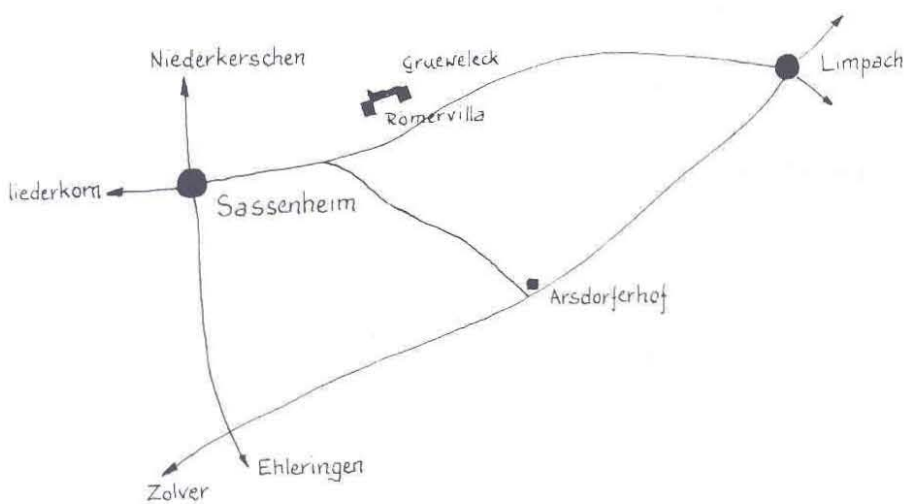 Niederkerschen
Grueweleck
Limpach
Römervilla
liederkorn
Sassenheim
Arsdorferhof
Ehleringen
Zolver